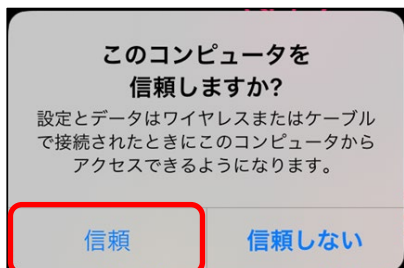 このコンピュータを
信頼しますか?
設定とデータはワイヤレスまたはケーブル
で接続されたときにこのコンピュータから
アクセスできるようになります。
信頼
信頼しない